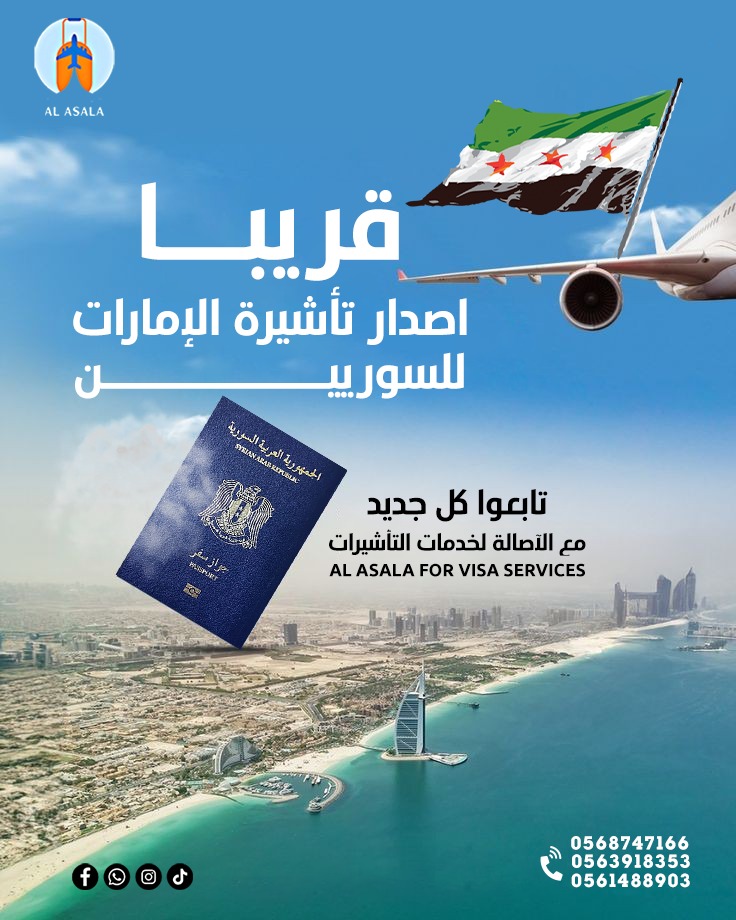 AL ASALA
قريبا
اصدار تأشيرة الإمارات
للسوريين
الجمهورية العربية السورية
SYRIAN ARAB REPUBLIC
جواز سفر
PASSPORT
تابعوا كل جديد
مع الآصالة لخدمات التأشيرات
AL ASALA FOR VISA SERVICES
0568747166
0563918353
0561488903